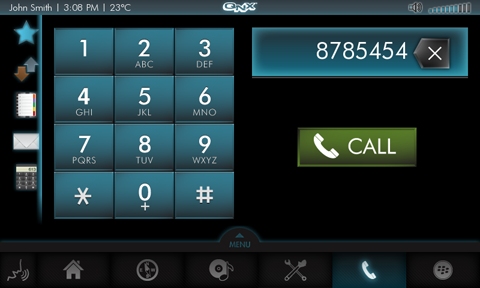 John Smith | 3:08 PM | 23°C
QNX
8785454
1
2 ABC
3 DEF
4 GHI
5 JKL
6 MNO
7 PQRS
8 TUV
9 WXYZ
*
0 +
#
CALL
MENU